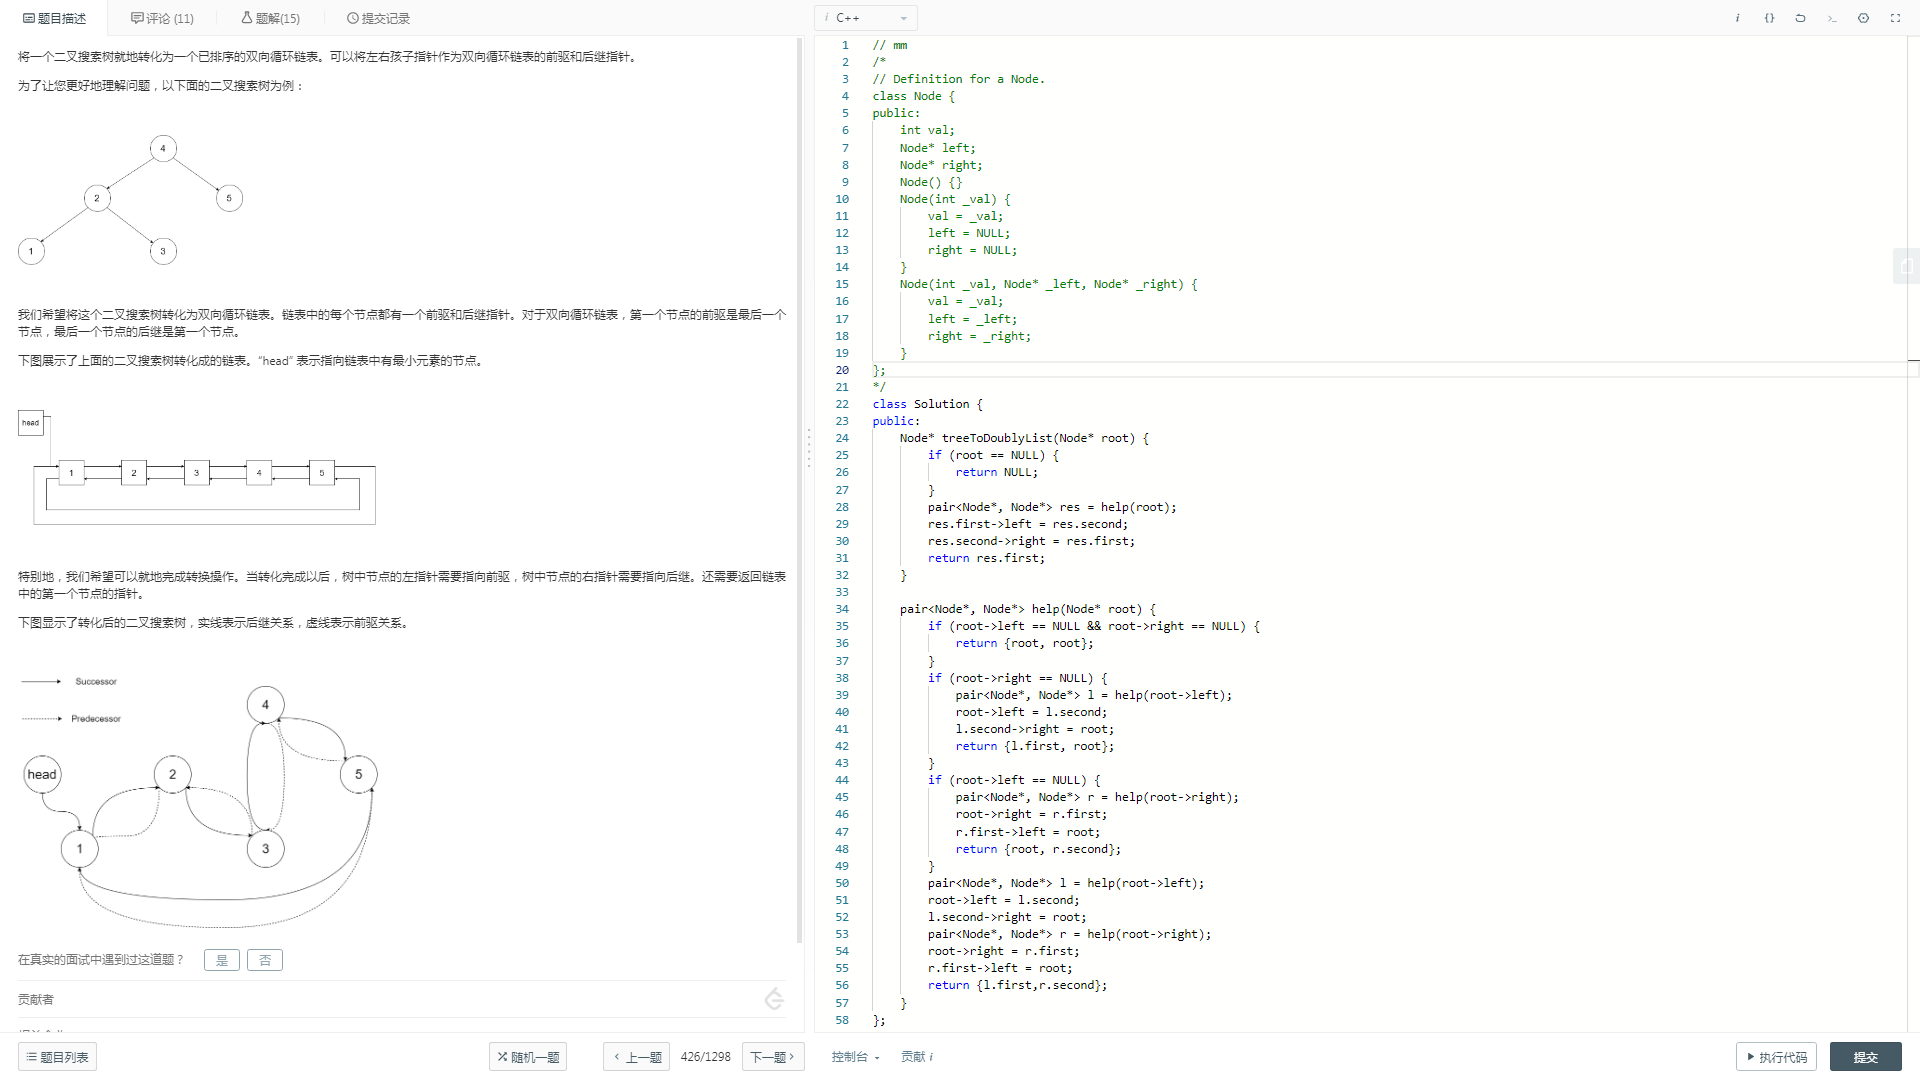 题目描述
评论 (11)
题解(15)
提交记录
i C++
i {}
将一个二叉搜索树就地转化为一个已排序的双向循环链表。可以将左右孩子指针作为双向循环链表的前驱和后继指针。
为了让您更好地理解问题，以下面的二叉搜索树为例：
4
2
5
1
3
我们希望将这个二叉搜索树转化为双向循环链表。链表中的每个节点都有一个前驱和后继指针。对于双向循环链表，第一个节点的前驱是最后一个
节点，最后一个节点的后继是第一个节点。
下图展示了上面的二叉搜索树转化成的链表。“head” 表示指向链表中有最小元素的节点。
head
1 2 3 4 5
特别地，我们希望可以就地完成转换操作。当转化完成以后，树中节点的左指针需要指向前驱，树中节点的右指针需要指向后继。还需要返回链表
中的第一个节点的指针。
下图显示了转化后的二叉搜索树，实线表示后继关系，虚线表示前驱关系。
Successor
Predecessor
4
head
2
5
1
3
在真实的面试中遇到过这道题？ 是 否
贡献者
题目列表
随机一题
上一题
426/1298
下一题
1 // mm
2 /*
3 // Definition for a Node.
4 class Node {
5 public:
6 int val;
7 Node* left;
8 Node* right;
9 Node() {}
10 Node(int _val) {
11 val = _val;
12 left = NULL;
13 right = NULL;
14 }
15 Node(int _val, Node* _left, Node* _right) {
16 val = _val;
17 left = _left;
18 right = _right;
19 }
20 };
21 */
22 class Solution {
23 public:
24 Node* treeToDoublyList(Node* root) {
25 if (root == NULL) {
26 return NULL;
27 }
28 pair<Node*, Node*> res = help(root);
29 res.first->left = res.second;
30 res.second->right = res.first;
31 return res.first;
32 }
33
34 pair<Node*, Node*> help(Node* root) {
35 if (root->left == NULL && root->right == NULL) {
36 return {root, root};
37 }
38 if (root->right == NULL) {
39 pair<Node*, Node*> l = help(root->left);
40 root->left = l.second;
41 l.second->right = root;
42 return {l.first, root};
43 }
44 if (root->left == NULL) {
45 pair<Node*, Node*> r = help(root->right);
46 root->right = r.first;
47 r.first->left = root;
48 return {root, r.second};
49 }
50 pair<Node*, Node*> l = help(root->left);
51 root->left = l.second;
52 l.second->right = root;
53 pair<Node*, Node*> r = help(root->right);
54 root->right = r.first;
55 r.first->left = root;
56 return {l.first,r.second};
57 }
58 };
控制台
贡献 i
执行代码
提交